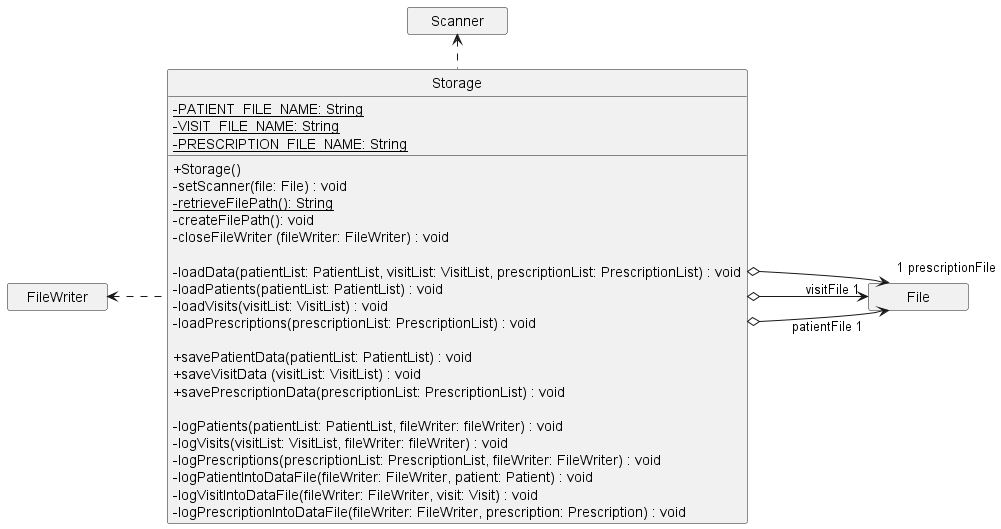 Scanner
Storage
-PATIENT_FILE_NAME: String
-VISIT_FILE_NAME: String
-PRESCRIPTION_FILE_NAME: String
+Storage()
-setScanner(file: File) : void
-retrieveFilePath(): String
-createFilePath(): void
-closeFileWriter (fileWriter: FileWriter) : void
-loadData(patientList: PatientList, visitList: VisitList, prescriptionList: PrescriptionList) : void
-loadPatients(patientList: PatientList) : void
-loadVisits(visitList: VisitList) : void
-loadPrescriptions(prescriptionList: PrescriptionList) : void
+savePatientData(patientList: PatientList) : void
+saveVisitData (visitList: VisitList) : void
+savePrescriptionData(prescriptionList: PrescriptionList) : void
-logPatients(patientList: PatientList, fileWriter: fileWriter) : void
-logVisits(visitList: VisitList, fileWriter: fileWriter) : void
-logPrescriptions(prescriptionList: PrescriptionList, fileWriter: FileWriter) : void
-logPatientIntoDataFile(fileWriter: FileWriter, patient: Patient) : void
-logVisitIntoDataFile(fileWriter: FileWriter, visit: Visit) : void
-logPrescriptionIntoDataFile(fileWriter: FileWriter, prescription: Prescription) : void
FileWriter
1 prescriptionFile
visitFile 1
File
patientFile 1